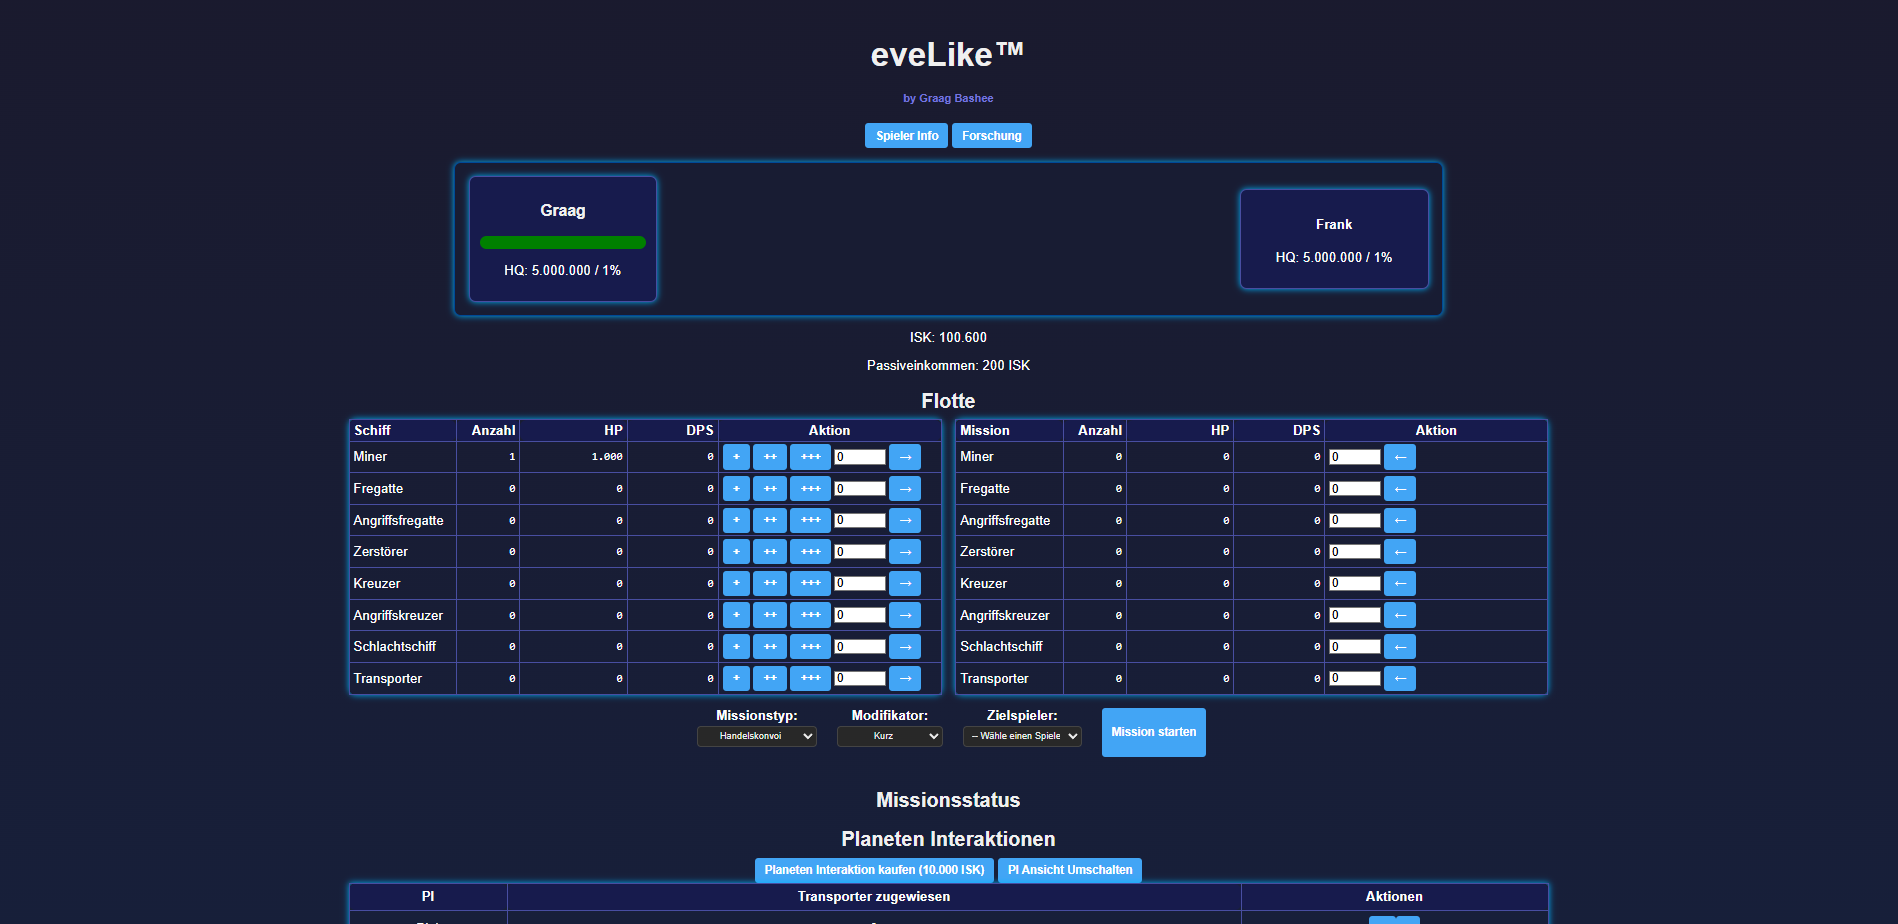 eveLike™
by Graag Bashee
Spieler Info Forschung
Graag
HQ: 5.000.000 / 1%
Frank
HQ: 5.000.000 / 1%
ISK: 100.600
Passiveinkommen: 200 ISK
Flotte
Schiff Anzahl HP DPS Aktion
Miner 1 1.000 0 + ++ +++ 0 →
Fregatte 0 0 0 + ++ +++ 0 →
Angriffsfregatte 0 0 0 + ++ +++ 0 →
Zerstörer 0 0 0 + ++ +++ 0 →
Kreuzer 0 0 0 + ++ +++ 0 →
Angriffskreuzer 0 0 0 + ++ +++ 0 →
Schlachtschiff 0 0 0 + ++ +++ 0 →
Transporter 0 0 0 + ++ +++ 0 →
Mission Anzahl HP DPS Aktion
Miner 0 0 0 0 ←
Fregatte 0 0 0 0 ←
Angriffsfregatte 0 0 0 0 ←
Zerstörer 0 0 0 0 ←
Kreuzer 0 0 0 0 ←
Angriffskreuzer 0 0 0 0 ←
Schlachtschiff 0 0 0 0 ←
Transporter 0 0 0 0 ←
Missionstyp: Modifikator: Zielspieler:
Handelskonvoi Kurz -- Wähle einen Spiele Mission starten
Missionsstatus
Planeten Interaktionen
Planeten Interaktion kaufen (10.000 ISK) PI Ansicht Umschalten
PI Transporter zugewiesen Aktionen